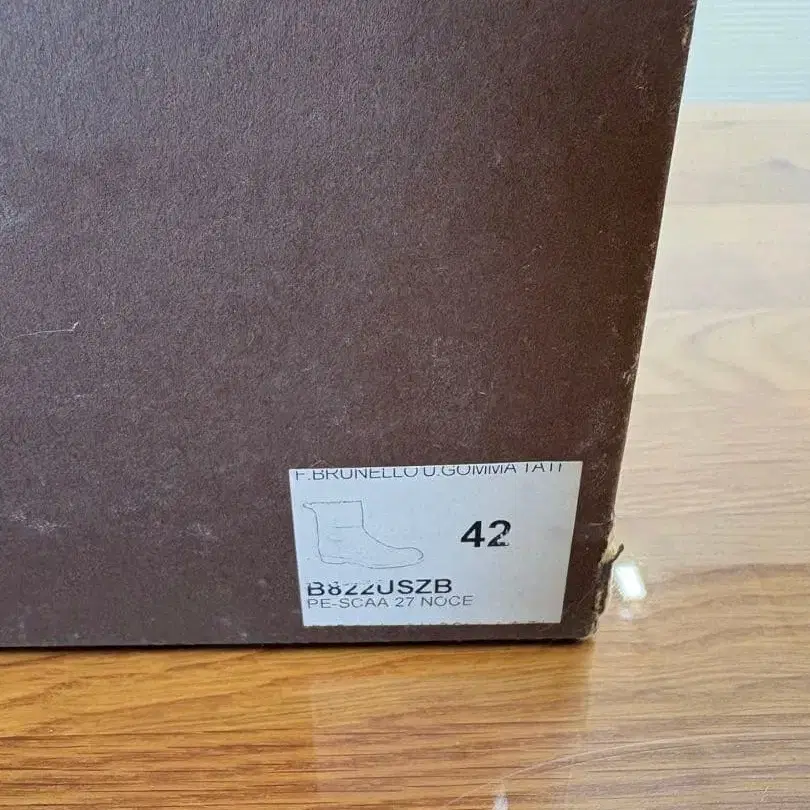 F.BRUNELLO U.GOMMA TATI
42
B822USZB
PE-SCAA 27 NOCE